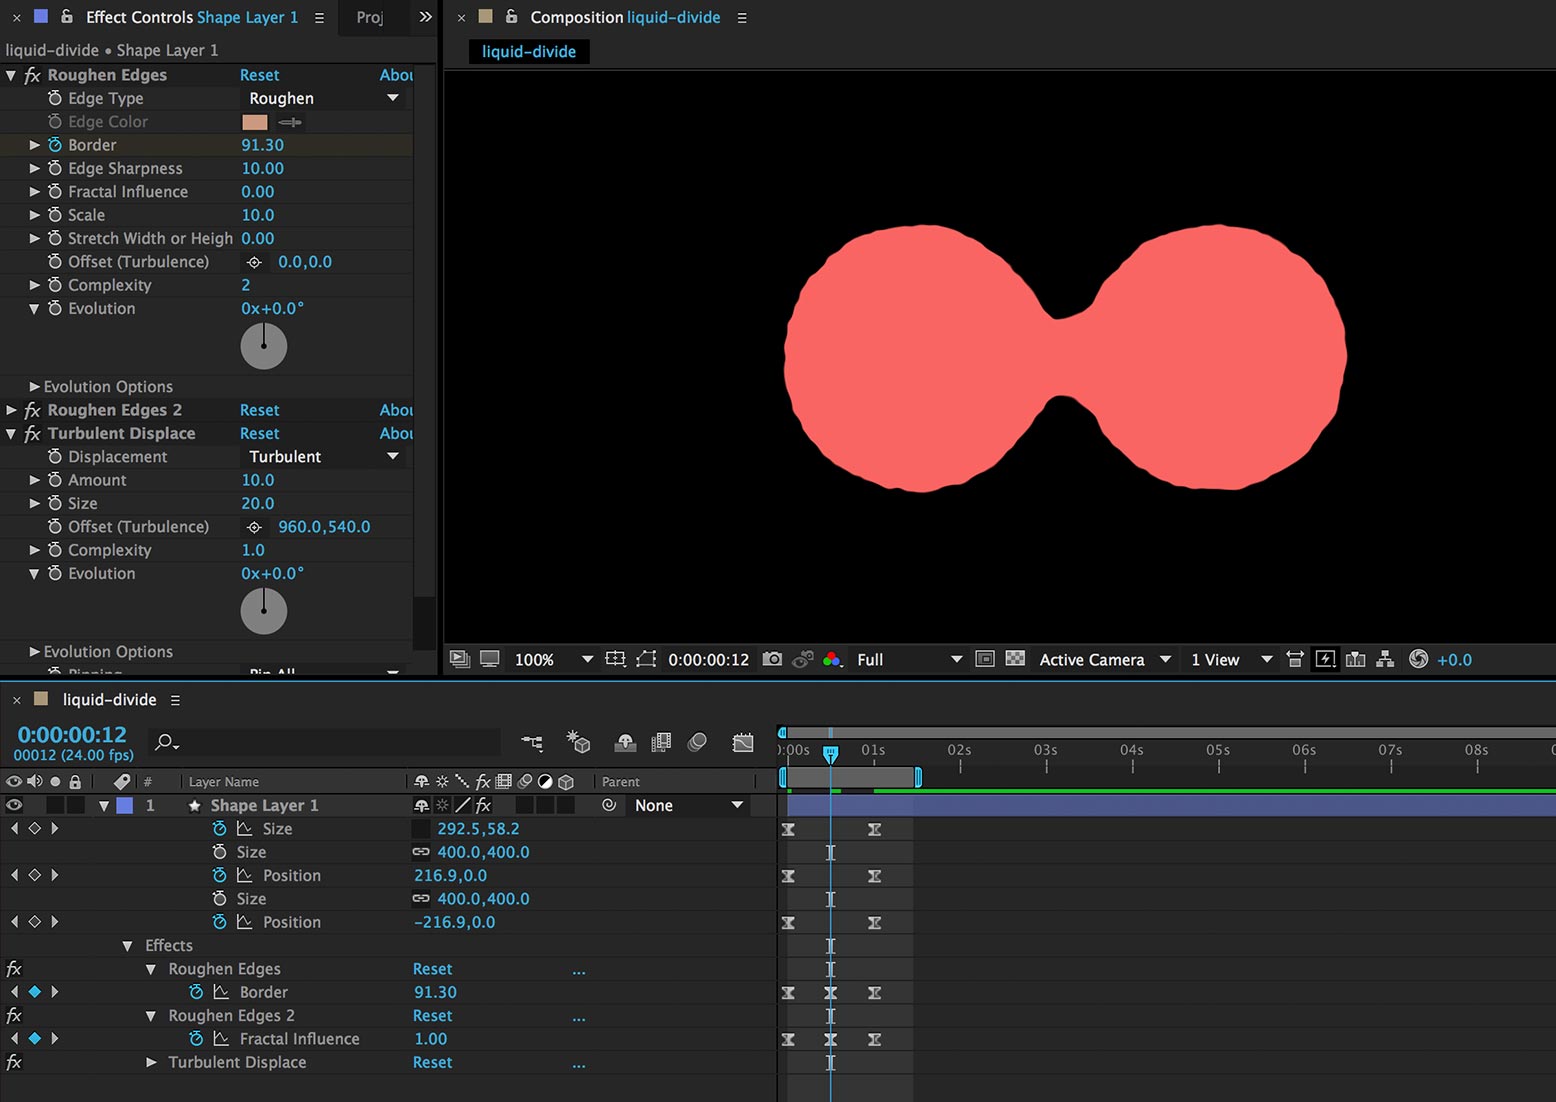 × Effect Controls Shape Layer 1 ≡ Proj »
liquid-divide • Shape Layer 1
fx Roughen Edges Reset Abou
Edge Type Roughen
Edge Color
Border 91.30
Edge Sharpness 10.00
Fractal Influence 0.00
Scale 10.0
Stretch Width or Heigh 0.00
Offset (Turbulence) 0.0,0.0
Complexity 2
Evolution 0x+0.0°
Evolution Options
fx Roughen Edges 2 Reset Abou
fx Turbulent Displace Reset Abou
Displacement Turbulent
Amount 10.0
Size 20.0
Offset (Turbulence) 960.0,540.0
Complexity 1.0
Evolution 0x+0.0°
Evolution Options
Pinning Pin All
× Composition liquid-divide ≡
liquid-divide
100% 0:00:00:12 Full Active Camera 1 View +0.0
× liquid-divide ≡
0:00:00:12
00012 (24.00 fps)
0:00s 01s 02s 03s 04s 05s 06s 07s 08s
# Layer Name fx Parent
1 Shape Layer 1 fx None
Size 292.5,58.2
Size 400.0,400.0
Position 216.9,0.0
Size 400.0,400.0
Position -216.9,0.0
Effects
fx Roughen Edges Reset ...
Border 91.30
fx Roughen Edges 2 Reset ...
Fractal Influence 1.00
fx Turbulent Displace Reset ...